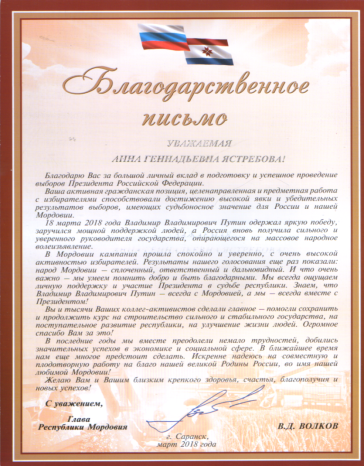 Благодарственное
письмо
УВАЖАЕМАЯ
АННА ГЕННАДЬЕВНА ЯСТРЕБОВА!
Благодарю Вас за большой личный вклад в подготовку и успешное проведение
выборов Президента Российской Федерации.
Ваша активная гражданская позиция, целенаправленная и предметная работа
с избирателями способствовали достижению высокой явки и убедительных
результатов выборов, имеющих судьбоносное значение для России и нашей
Мордовии.
18 марта 2018 года Владимир Владимирович Путин одержал яркую победу,
заручился мощной поддержкой людей, а Россия вновь получила сильного и
уверенного руководителя государства, опирающегося на массовое народное
волеизъявление.
В Мордовии кампания прошла спокойно и уверенно, с очень высокой
активностью избирателей. Результаты нашего голосования еще раз показали:
народ Мордовии – сплоченный, ответственный и дальновидный. И что очень
важно – мы умеем помнить добро и быть благодарными. Мы всегда ощущаем
личную поддержку и участие Президента в судьбе республики. Знаем, что
Владимир Владимирович Путин – всегда с Мордовией, а мы – всегда вместе с
Президентом!
Вы и тысячи Ваших коллег-активистов сделали главное – помогли сохранить
и продолжить курс на строительство сильного и стабильного государства, на
поступательное развитие республики, на улучшение жизни людей. Огромное
спасибо Вам за это!
В последние годы мы вместе преодолели немало трудностей, добились
значительных успехов в экономике и социальной сфере. В ближайшее время
нам еще многое предстоит сделать. Искренне надеюсь на совместную и
плодотворную работу на благо нашей великой Родины России, во имя нашей
любимой Мордовии!
Желаю Вам и Вашим близким крепкого здоровья, счастья, благополучия и
новых успехов!
С уважением,
Глава
Республики Мордовия
В.Д. ВОЛКОВ
г. Саранск,
март 2018 года